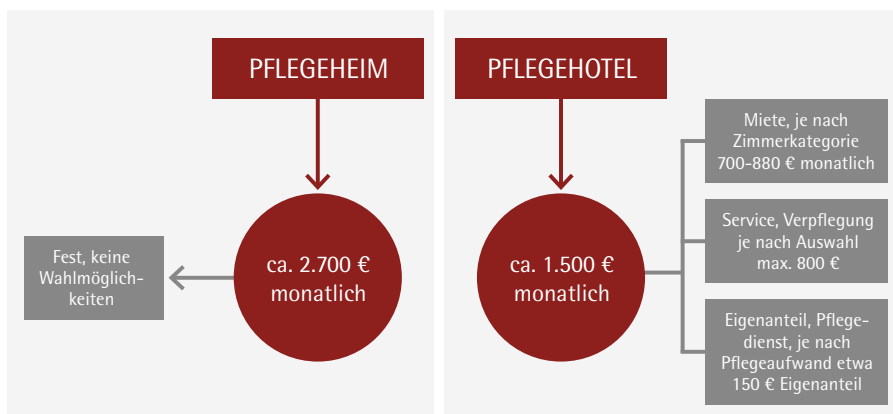 PFLEGEHEIM
ca. 2.700 €
monatlich
Fest, keine
Wahlmöglich-
keiten
PFLEGEHOTEL
ca. 1.500 €
monatlich
Miete, je nach
Zimmerkategorie
700-880 € monatlich
Service, Verpflegung
je nach Auswahl
max. 800 €
Eigenanteil, Pflege-
dienst, je nach
Pflegeaufwand etwa
150 € Eigenanteil